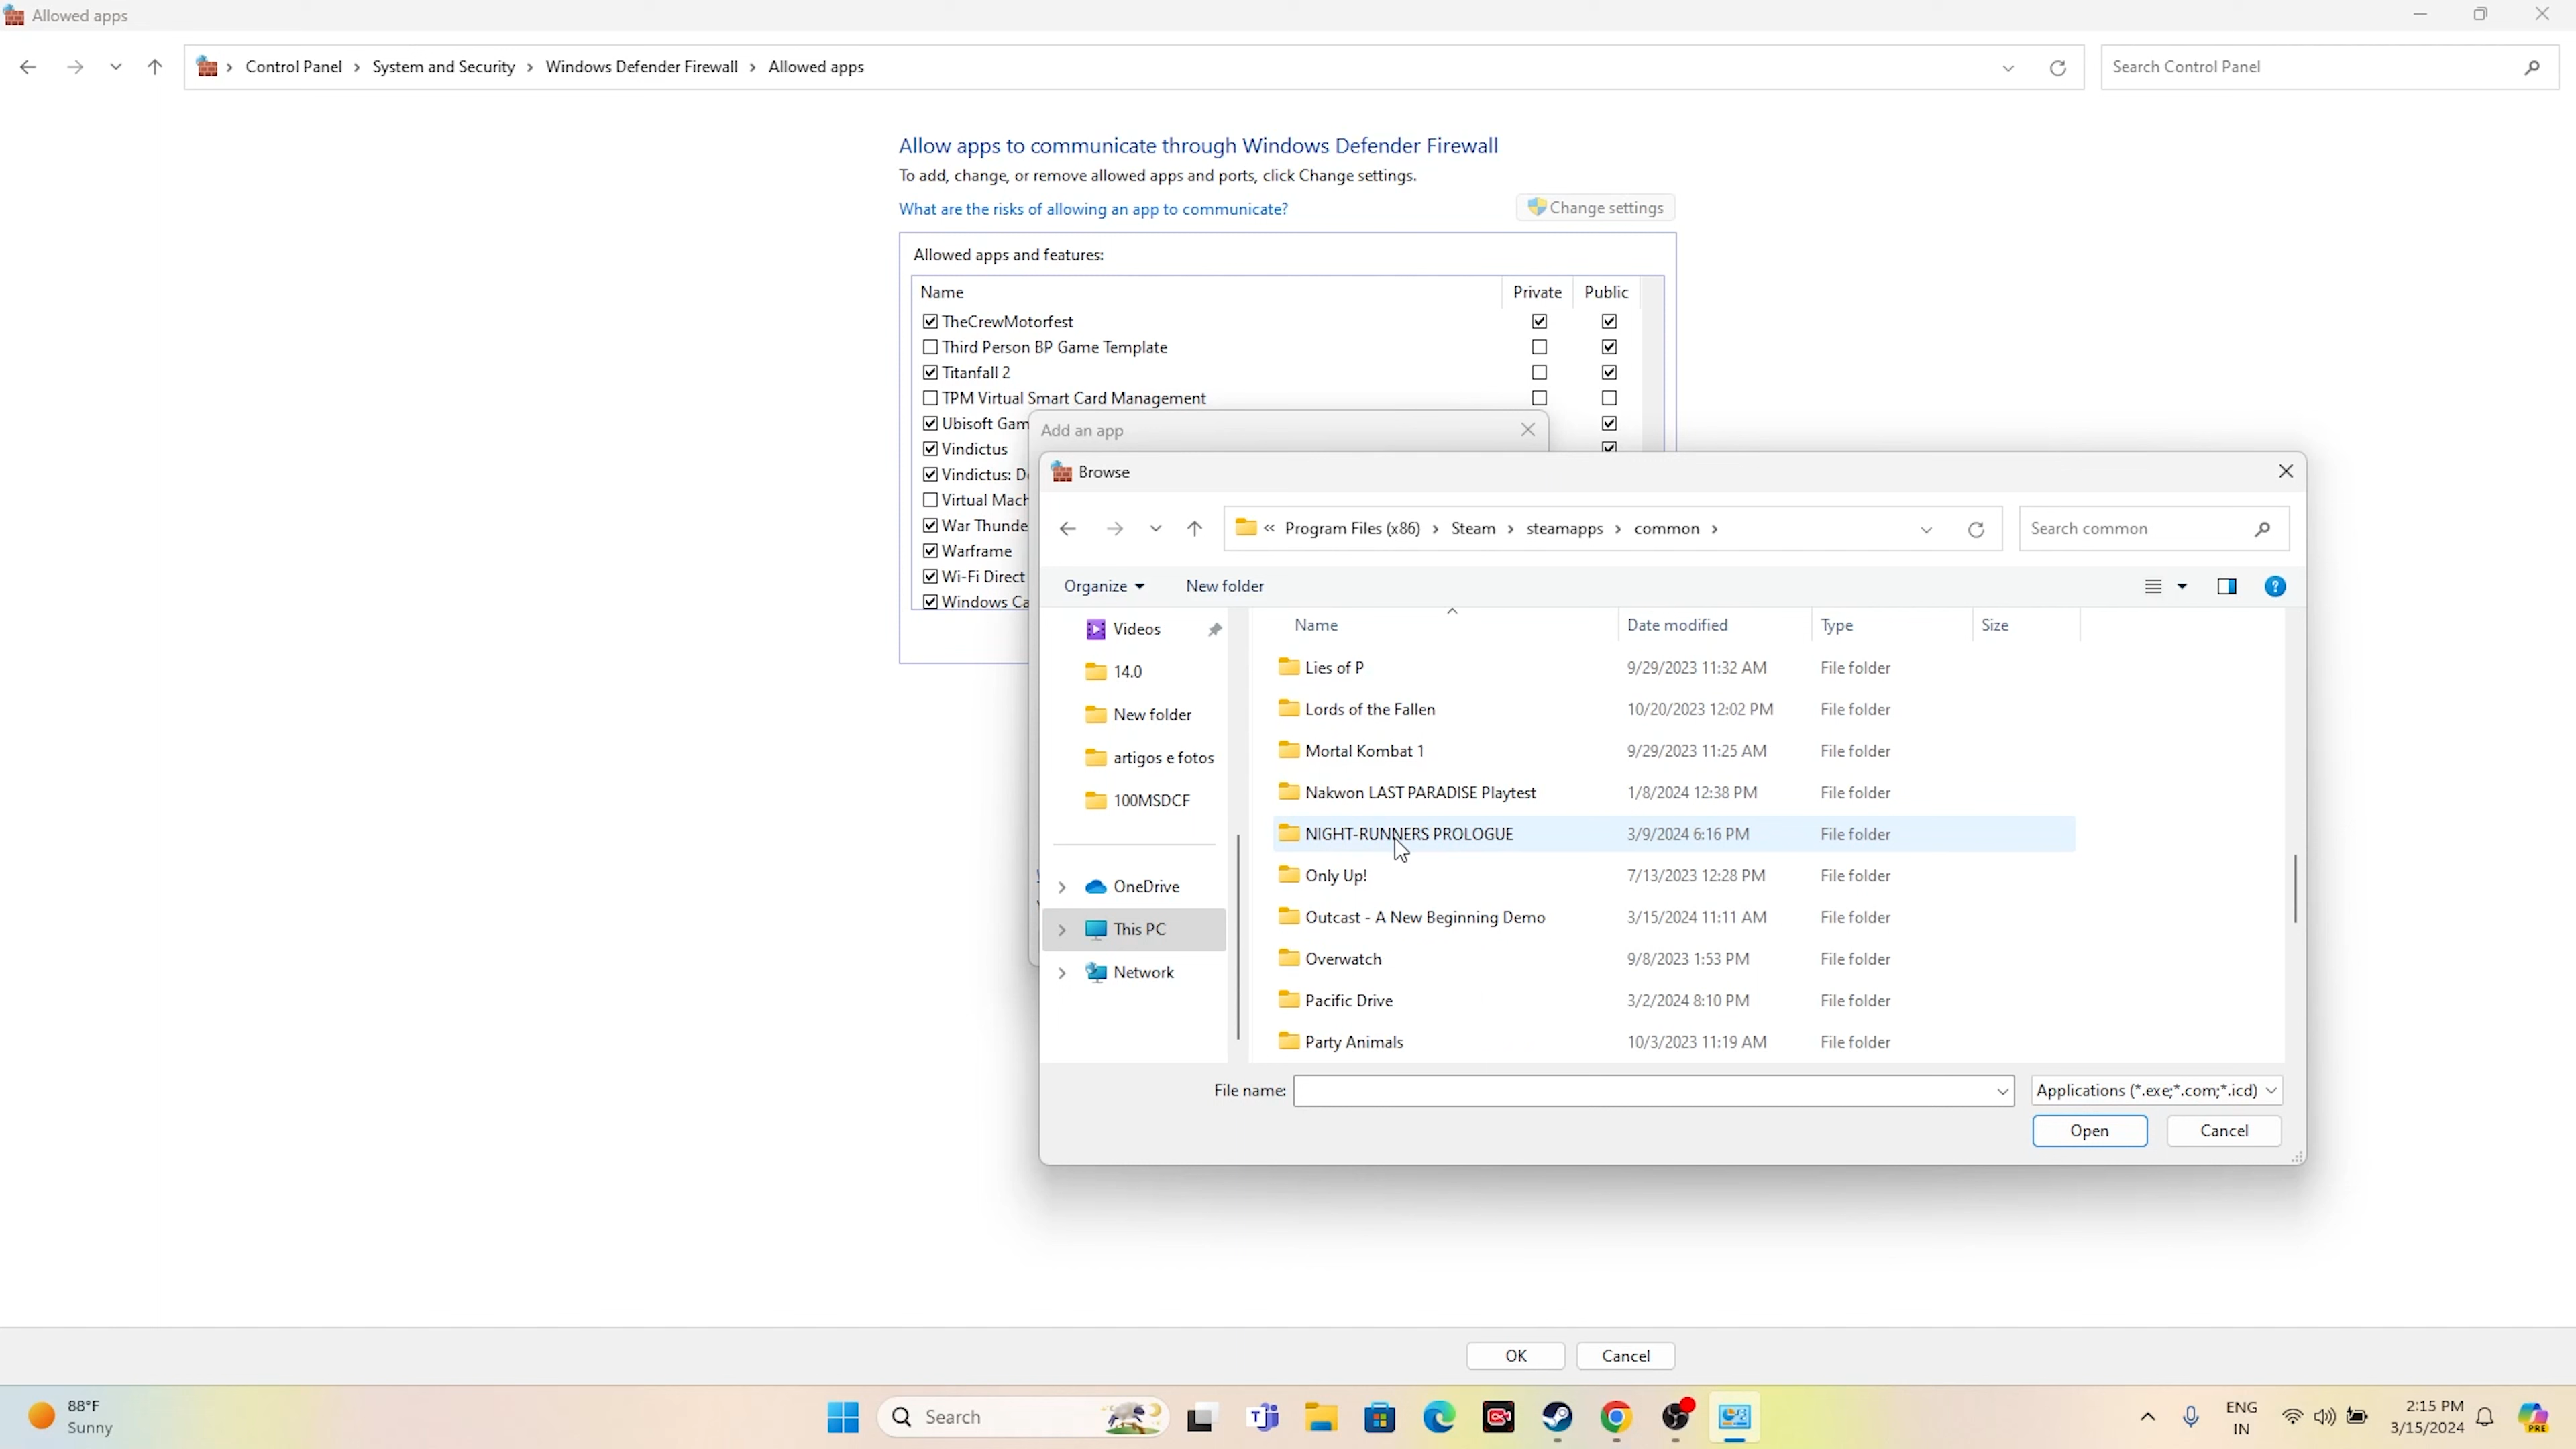 Allowed apps
Control Panel > System and Security > Windows Defender Firewall > Allowed apps
Search Control Panel
Allow apps to communicate through Windows Defender Firewall
To add, change, or remove allowed apps and ports, click Change settings.
What are the risks of allowing an app to communicate?
Change settings
Allowed apps and features:
Name Private Public
TheCrewMotorfest
Third Person BP Game Template
Titanfall 2
TPM Virtual Smart Card Management
Ubisoft Gam
Vindictus
Vindictus: De
Virtual Mach
War Thunde
Warframe
Wi-Fi Direct
Windows Ca
Add an app
Browse
« Program Files (x86) > Steam > steamapps > common >
Search common
Organize New folder
Videos
14.0
New folder
artigos e fotos
100MSDCF
OneDrive
This PC
Network
Name Date modified Type Size
Lies of P 9/29/2023 11:32 AM File folder
Lords of the Fallen 10/20/2023 12:02 PM File folder
Mortal Kombat 1 9/29/2023 11:25 AM File folder
Nakwon LAST PARADISE Playtest 1/8/2024 12:38 PM File folder
NIGHT-RUNNERS PROLOGUE 3/9/2024 6:16 PM File folder
Only Up! 7/13/2023 12:28 PM File folder
Outcast - A New Beginning Demo 3/15/2024 11:11 AM File folder
Overwatch 9/8/2023 1:53 PM File folder
Pacific Drive 3/2/2024 8:10 PM File folder
Party Animals 10/3/2023 11:19 AM File folder
File name: Applications (*.exe;*.com;*.icd)
Open Cancel
OK Cancel
88°F
Sunny
Search
ENG
IN
2:15 PM
3/15/2024
PRE